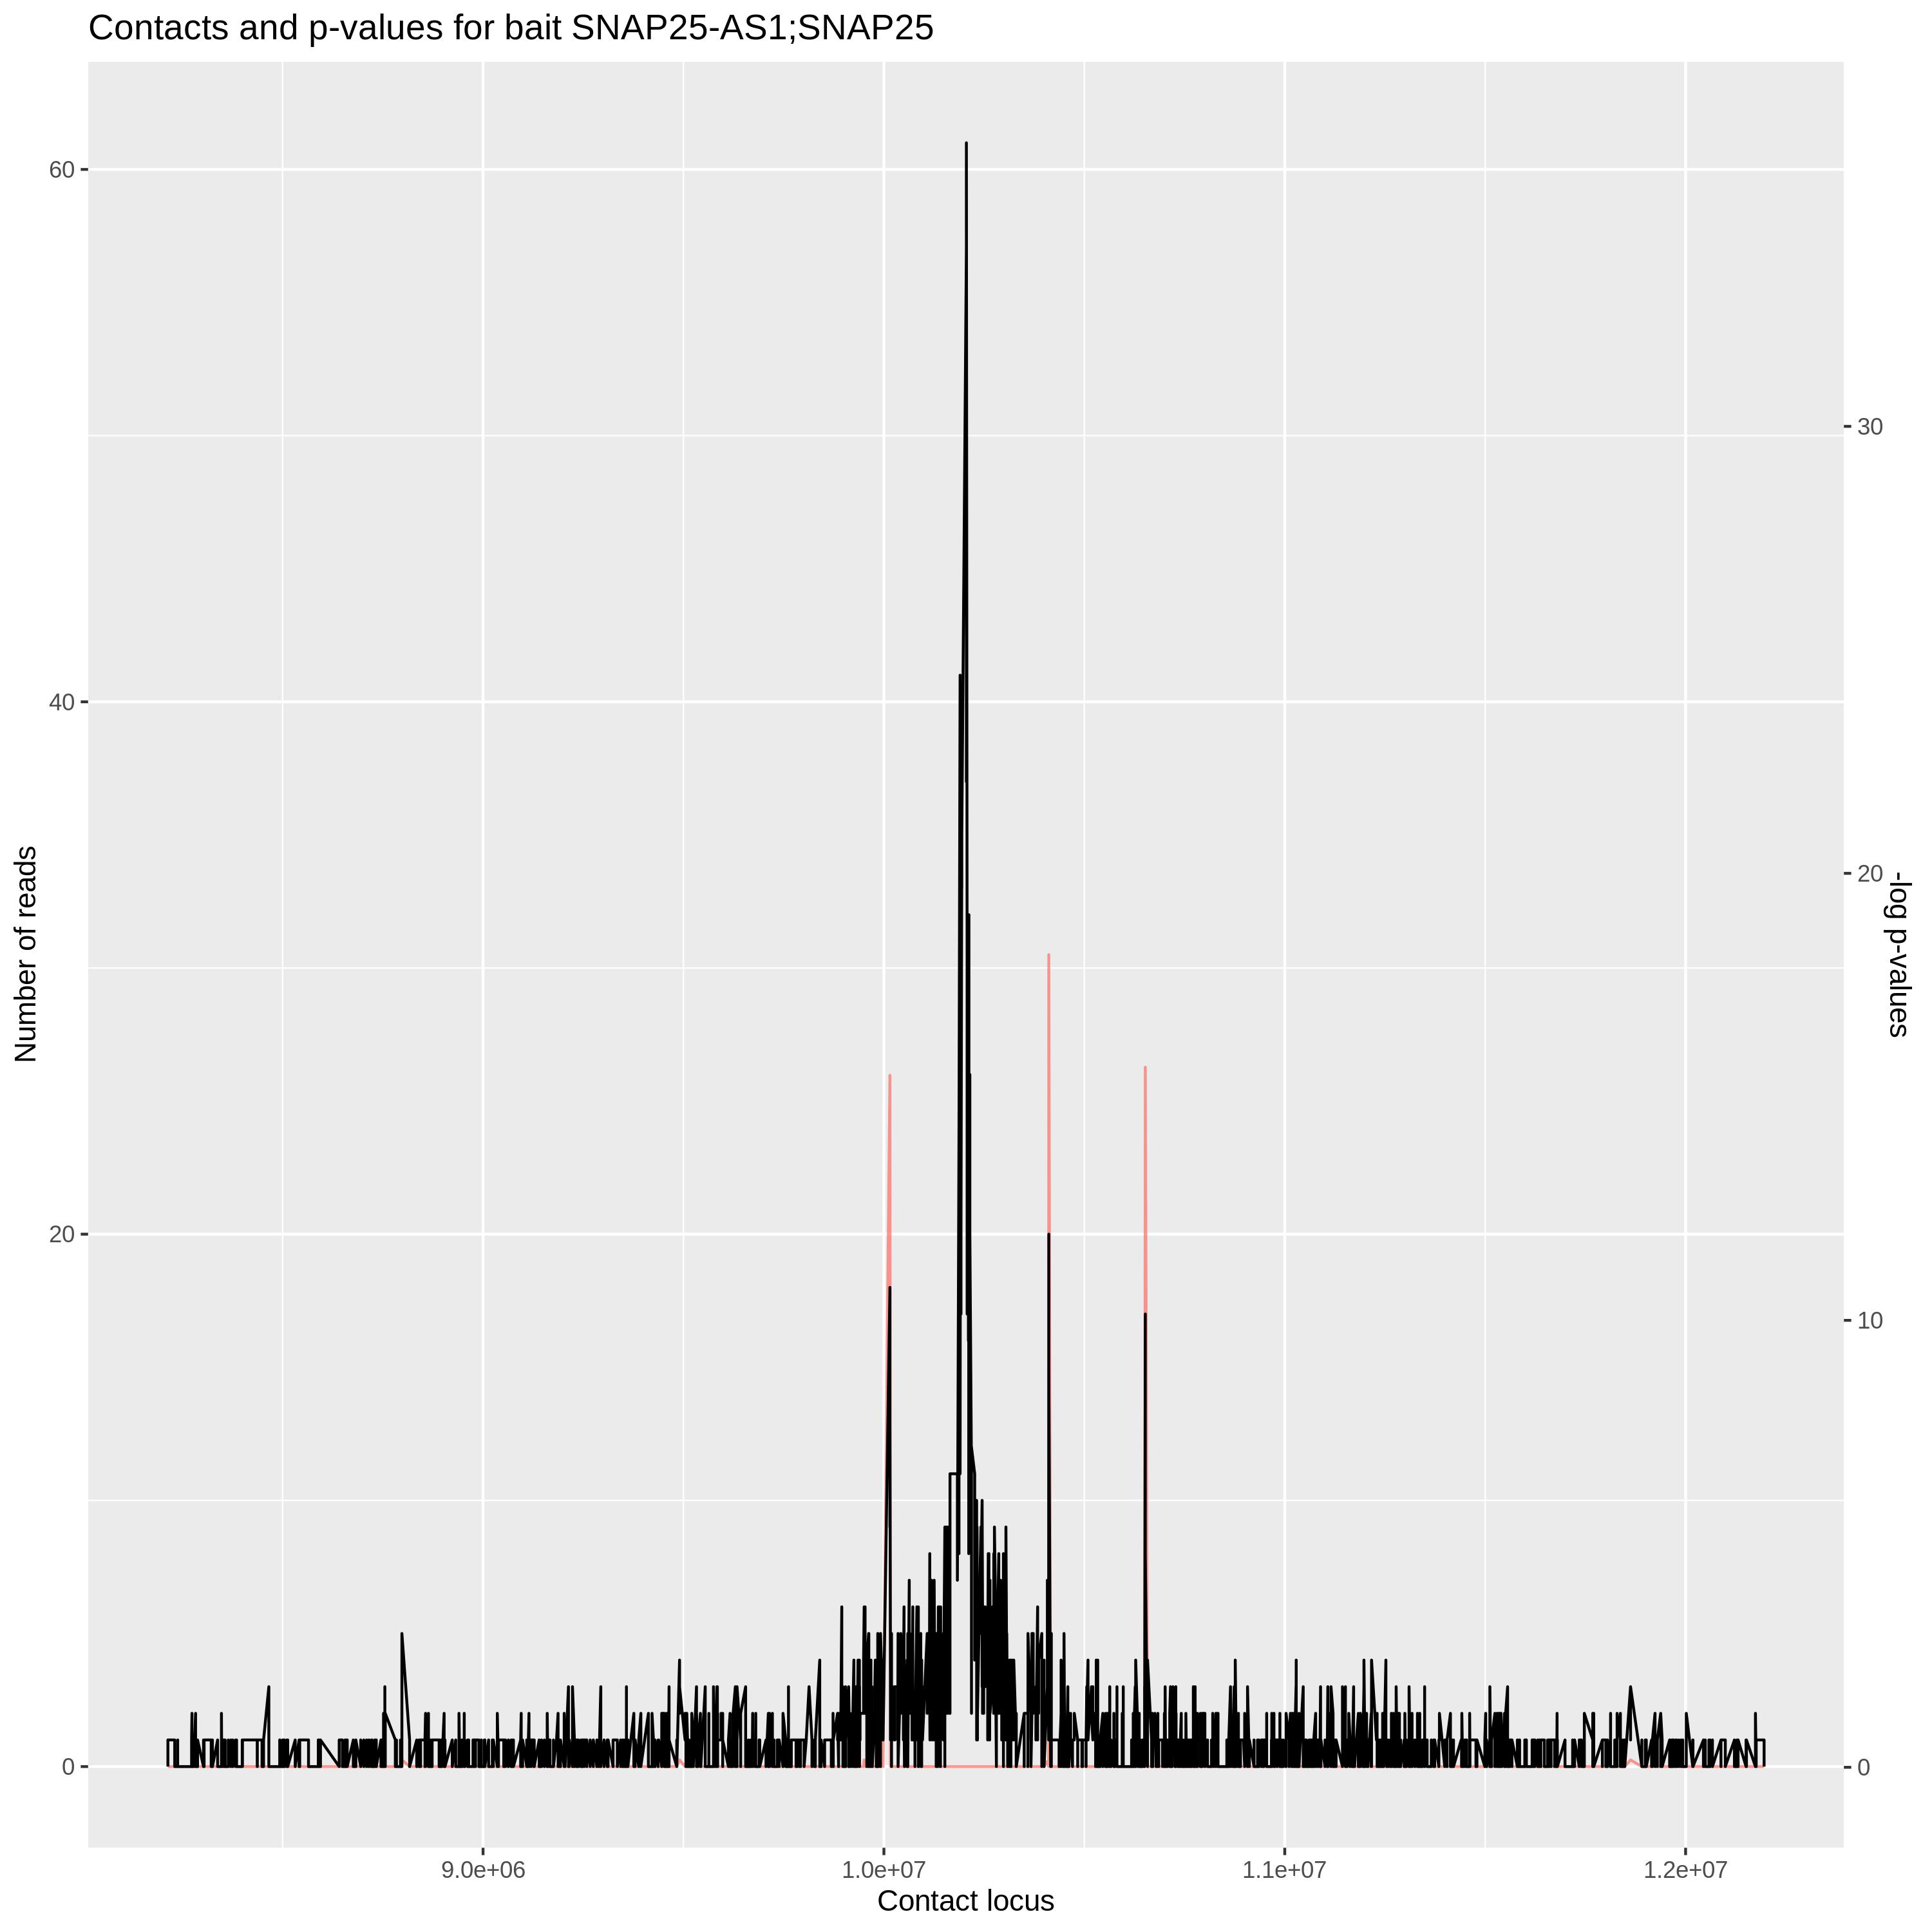 Contacts and p-values for bait SNAP25-AS1;SNAP25
60
40
20
0
Number of reads
30
20
10
0
-log p-values
9.0e+06
1.0e+07
1.1e+07
1.2e+07
Contact locus